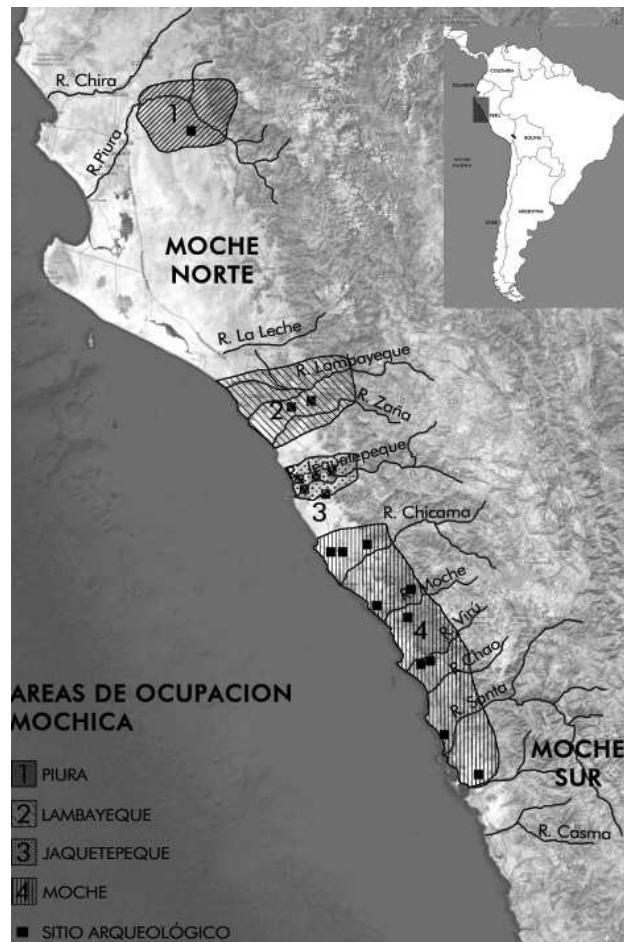 R. Chira
R. Piura
1
MOCHE
NORTE
R. La Leche
R. Lambayeque
2
R. Zaña
R. Jequetepeque
3
R. Chicama
R. Moche
R. Virú
4
R. Chao
R. Santa
MOCHE
SUR
R. Casma
COLOMBIA
ECUADOR
PERU
BOLIVIA
ARGENTINA
CHILE
AREAS DE OCUPACION
MOCHICA
1 PIURA
2 LAMBAYEQUE
3 JAQUETEPEQUE
4 MOCHE
SITIO ARQUEOLÓGICO